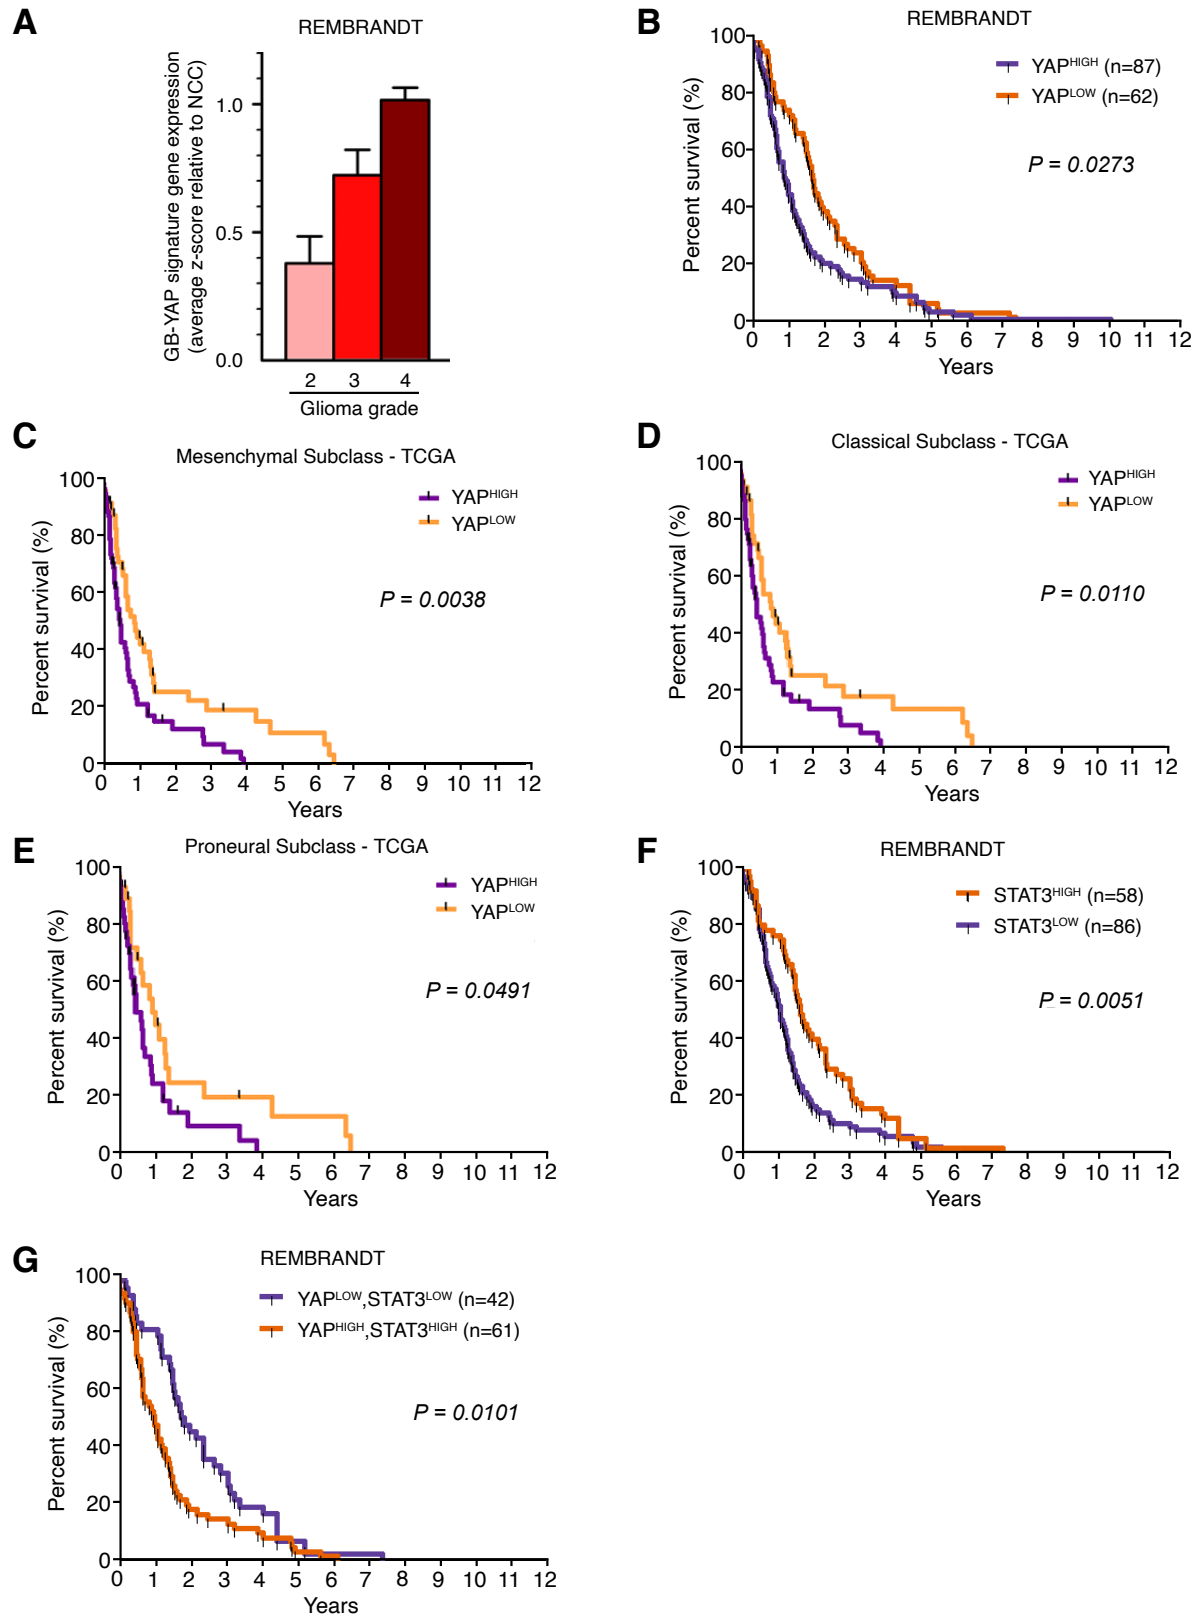 A
REMBRANDT
GB-YAP signature gene expression
(average z-score relative to NCC)
1.0
0.5
0.0
2 3 4
Glioma grade
B
REMBRANDT
Percent survival (%)
100
80
60
40
20
0
YAPHIGH (n=87)
YAPLOW (n=62)
P = 0.0273
0 1 2 3 4 5 6 7 8 9 10 11 12
Years
C
Mesenchymal Subclass - TCGA
Percent survival (%)
100
80
60
40
20
0
YAPHIGH
YAPLOW
P = 0.0038
0 1 2 3 4 5 6 7 8 9 10 11 12
Years
D
Classical Subclass - TCGA
Percent survival (%)
100
80
60
40
20
0
YAPHIGH
YAPLOW
P = 0.0110
0 1 2 3 4 5 6 7 8 9 10 11 12
Years
E
Proneural Subclass - TCGA
Percent survival (%)
100
80
60
40
20
0
YAPHIGH
YAPLOW
P = 0.0491
0 1 2 3 4 5 6 7 8 9 10 11 12
Years
F
REMBRANDT
Percent survival (%)
100
80
60
40
20
0
STAT3HIGH (n=58)
STAT3LOW (n=86)
P = 0.0051
0 1 2 3 4 5 6 7 8 9 10 11 12
Years
G
REMBRANDT
Percent survival (%)
100
80
60
40
20
0
YAPLOW,STAT3LOW (n=42)
YAPHIGH,STAT3HIGH (n=61)
P = 0.0101
0 1 2 3 4 5 6 7 8 9 10 11 12
Years